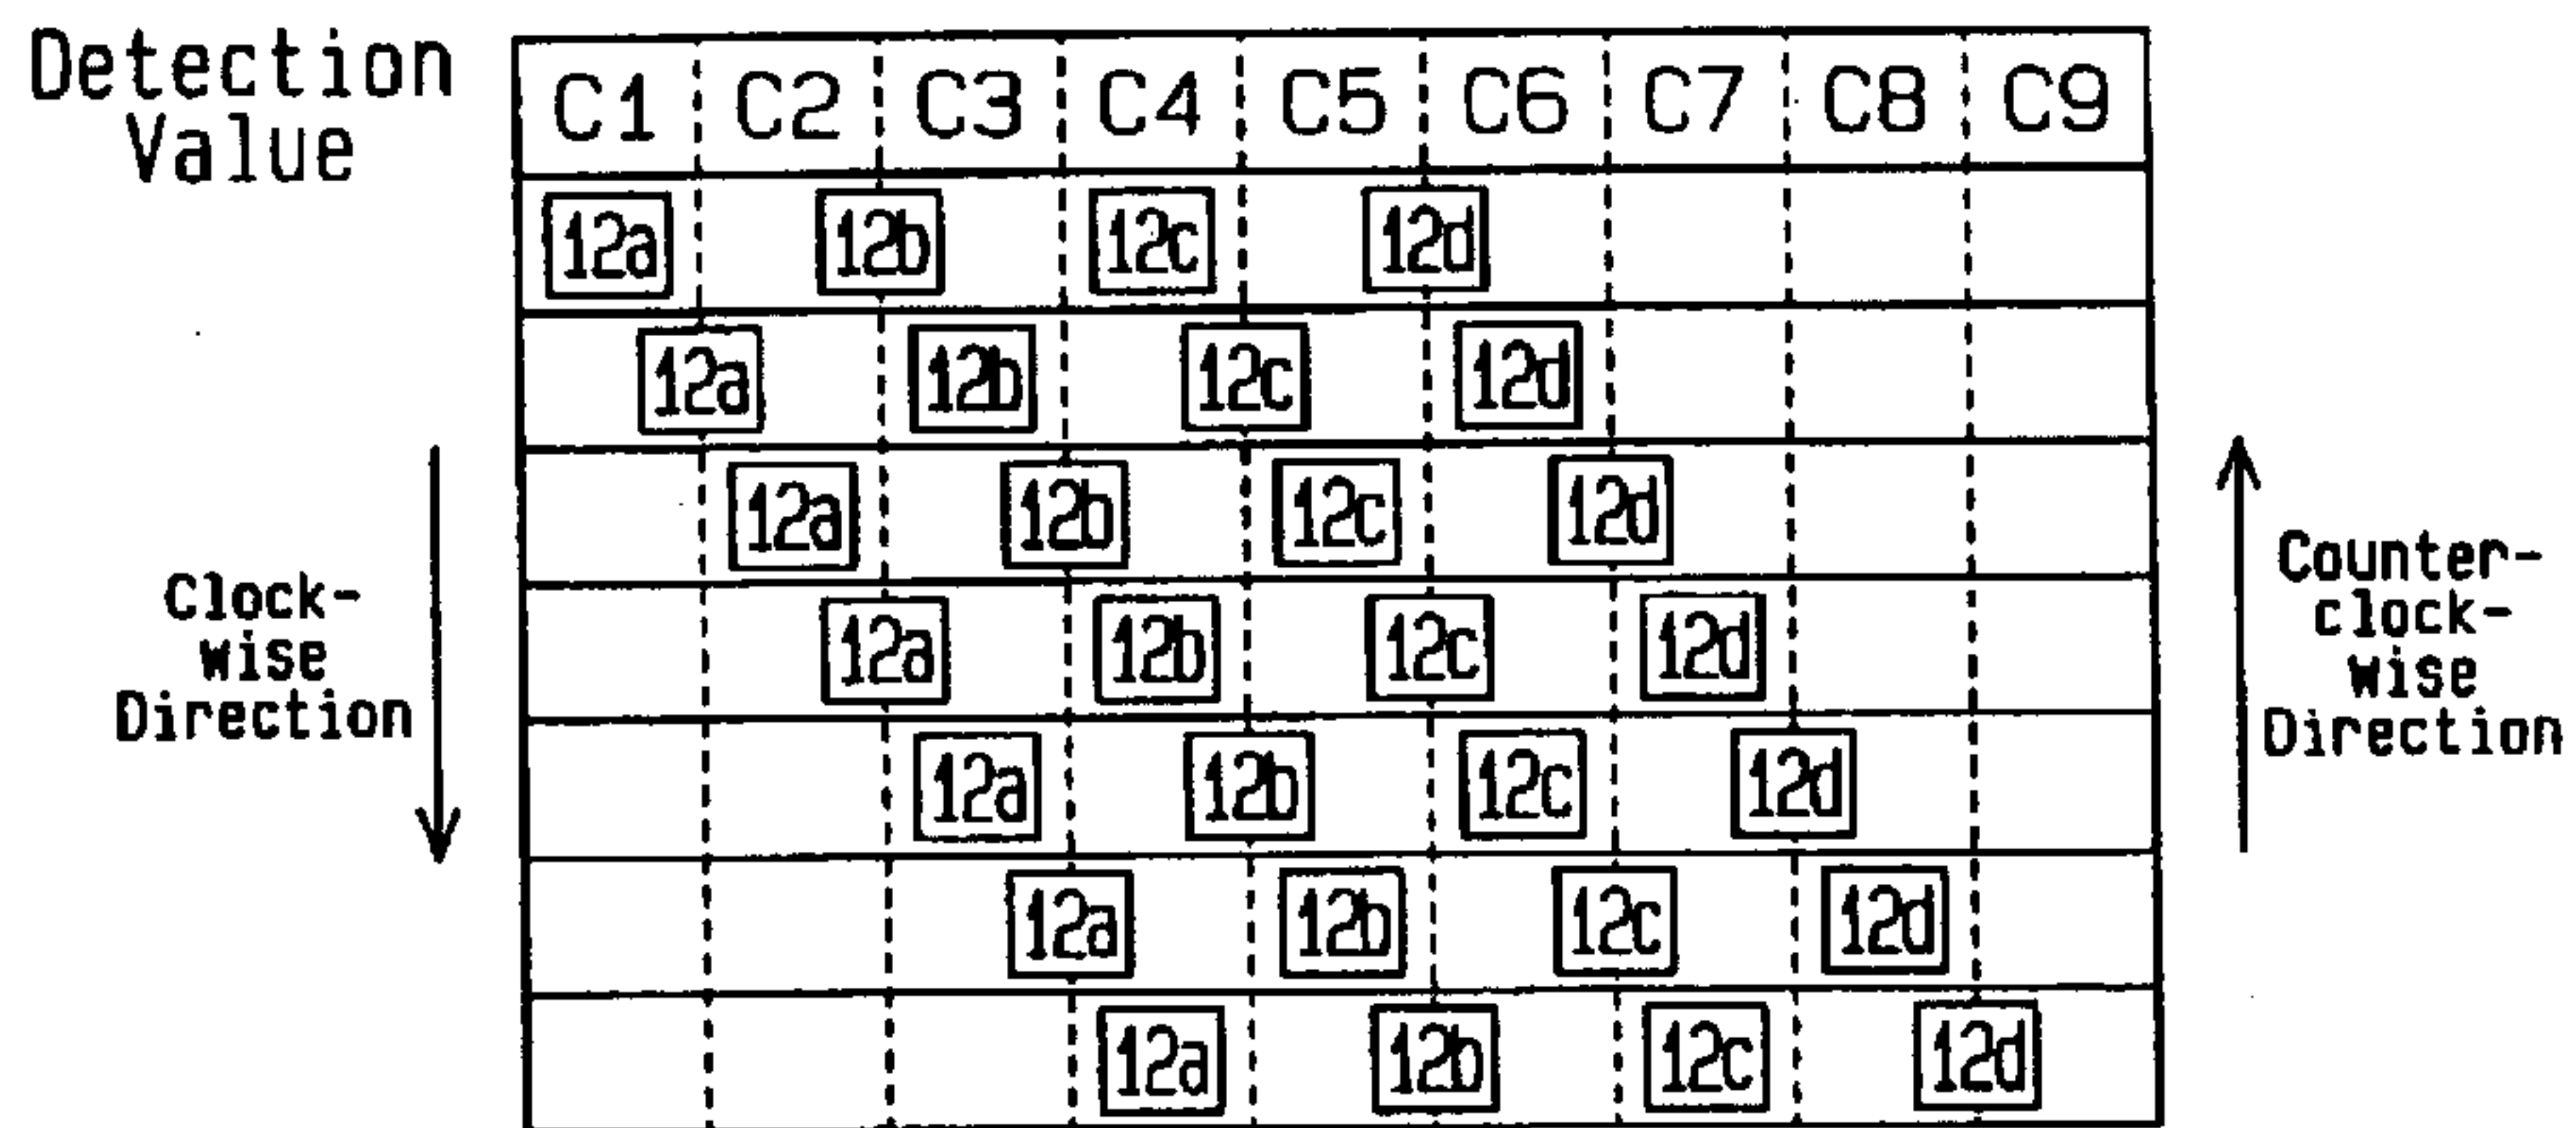 Detection
Value
C1 C2 C3 C4 C5 C6 C7 C8 C9
12a 12b 12c 12d
12a 12b 12c 12d
12a 12b 12c 12d
12a 12b 12c 12d
12a 12b 12c 12d
12a 12b 12c 12d
12a 12b 12c 12d
Clock-
wise
Direction
Counter-
clock-
wise
Direction